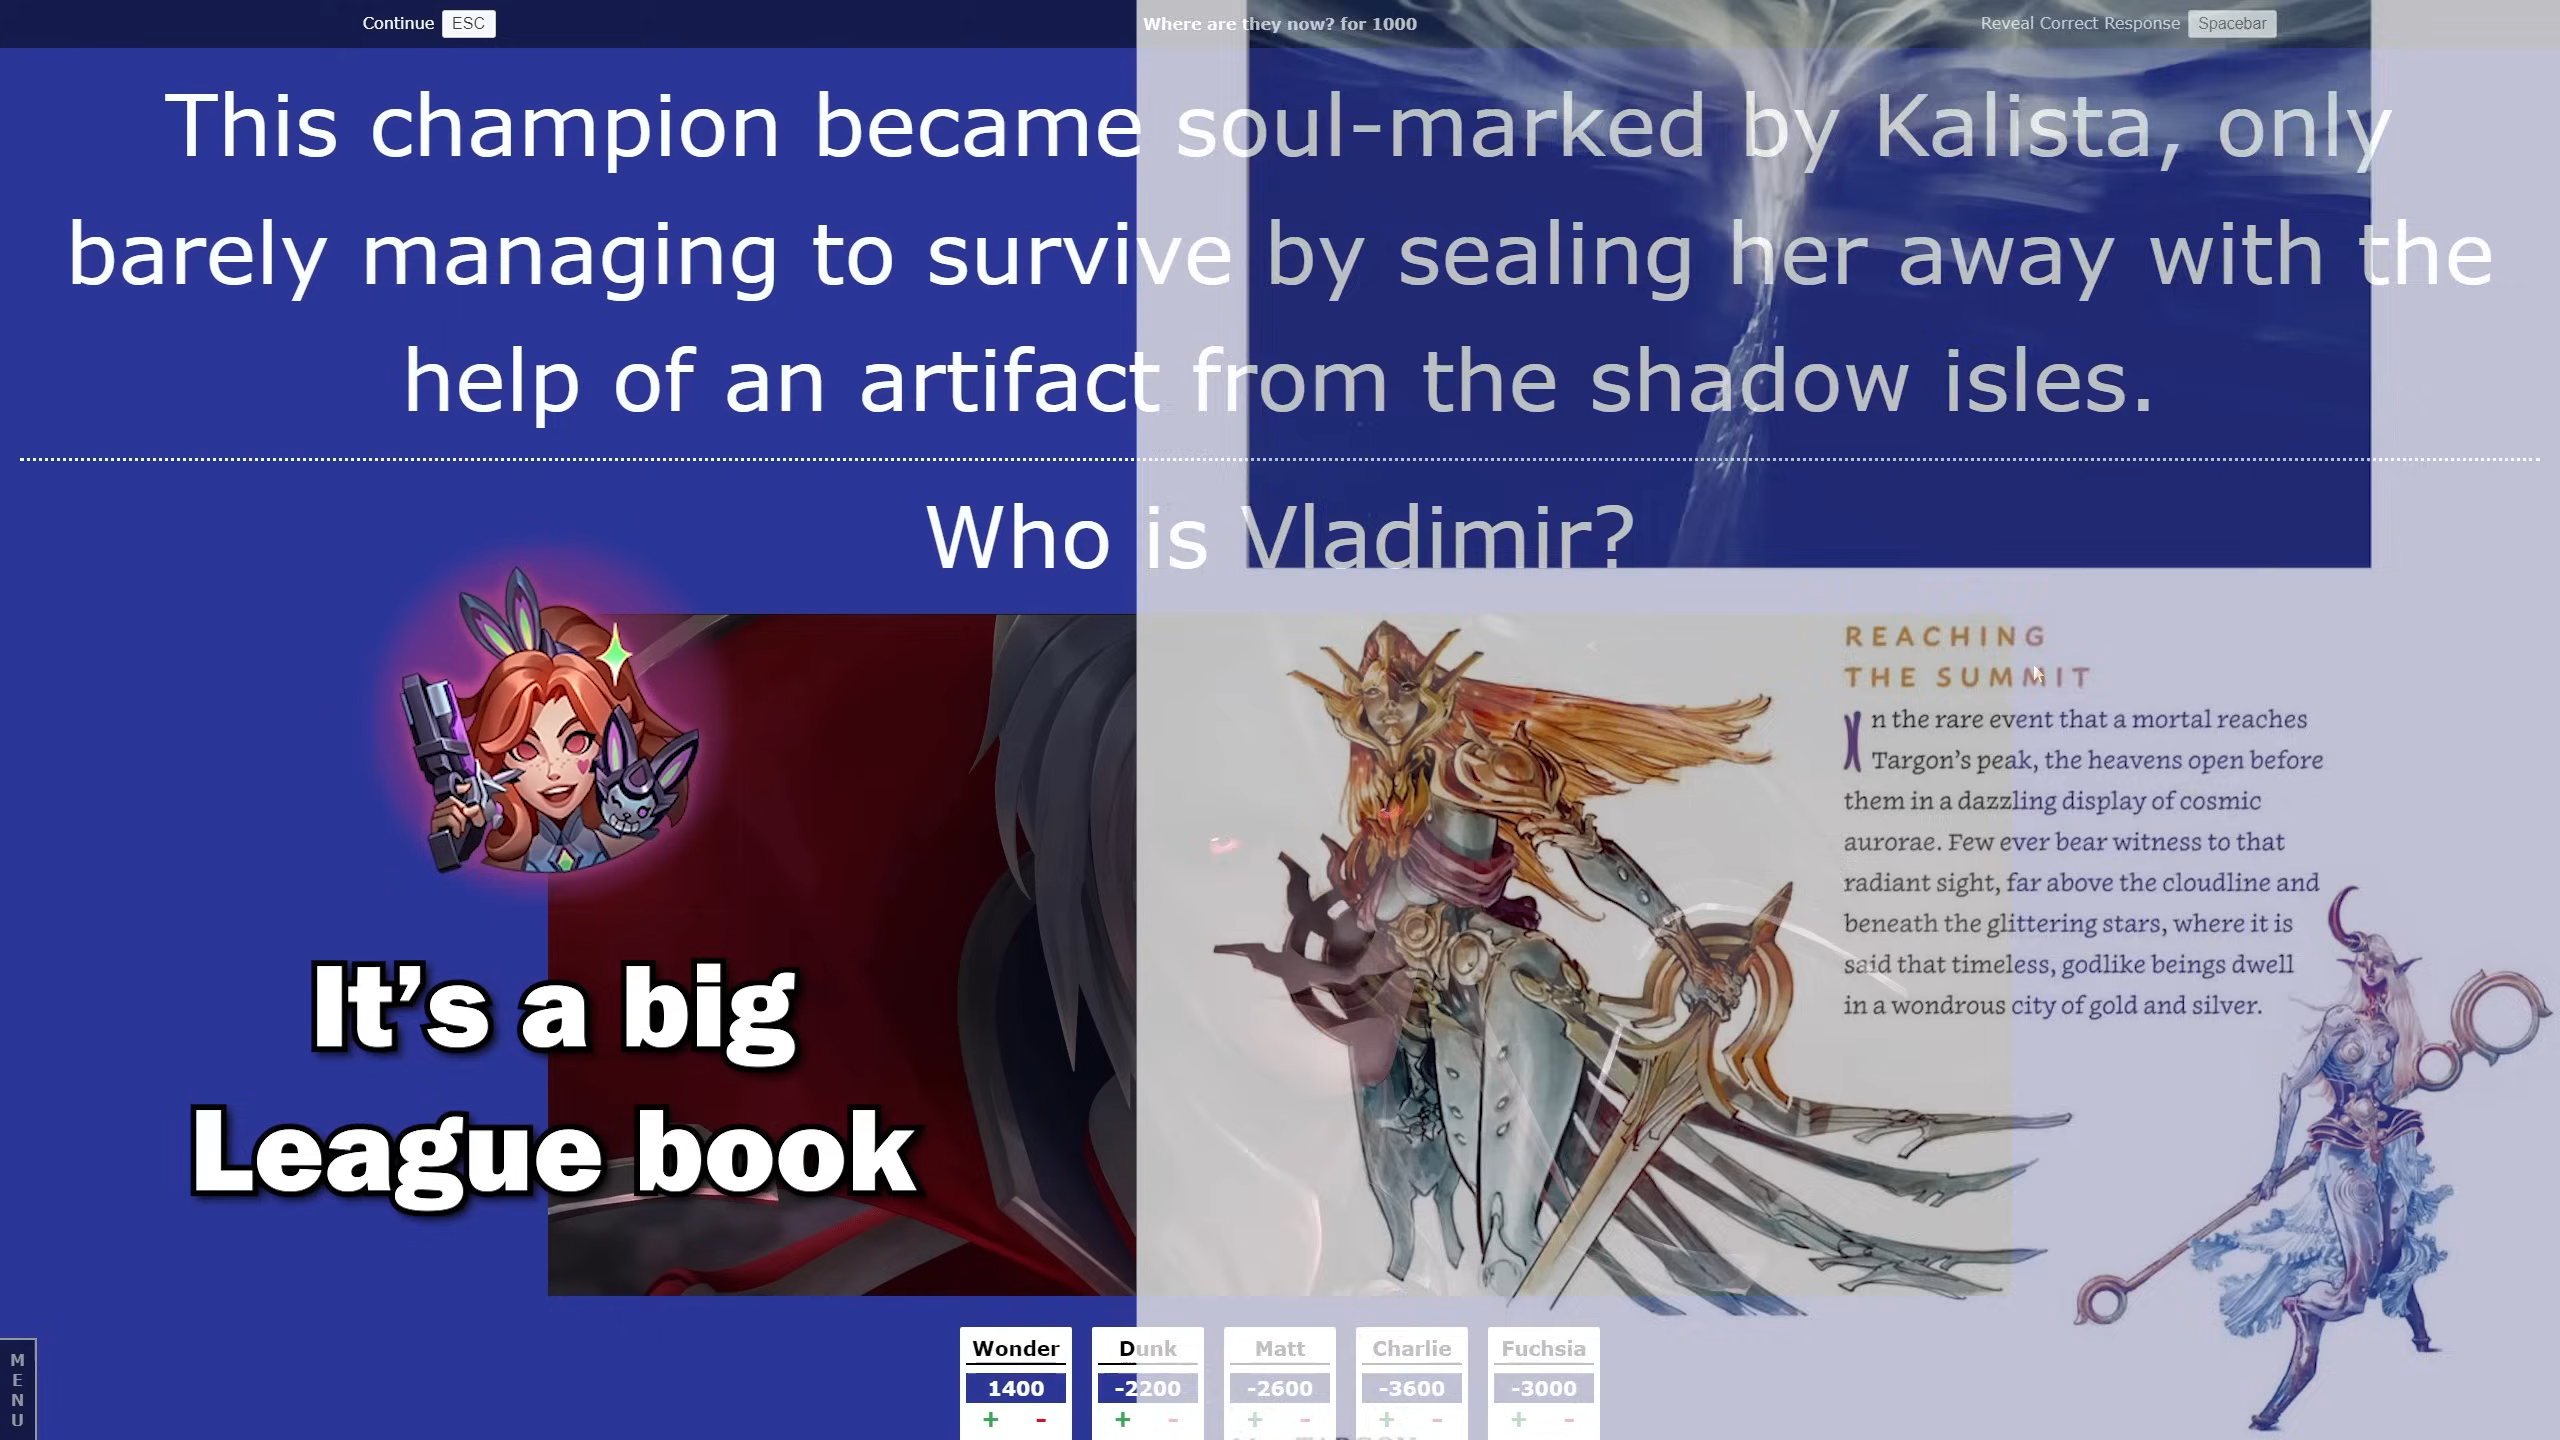 Continue ESC
Where are they now? for 1000
Reveal Correct Response Spacebar
This champion became soul-marked by Kalista, only
barely managing to survive by sealing her away with the
help of an artifact from the shadow isles.
Who is Vladimir?
REACHING
THE SUMMIT
In the rare event that a mortal reaches
Targon's peak, the heavens open before
them in a dazzling display of cosmic
aurorae. Few ever bear witness to that
radiant sight, far above the cloudline and
beneath the glittering stars, where it is
said that timeless, godlike beings dwell
in a wondrous city of gold and silver.
It's a big
League book
MENU
Wonder Dunk Matt Charlie Fuchsia
1400 -2200 -2600 -3600 -3000
+ - + - + - + - + -